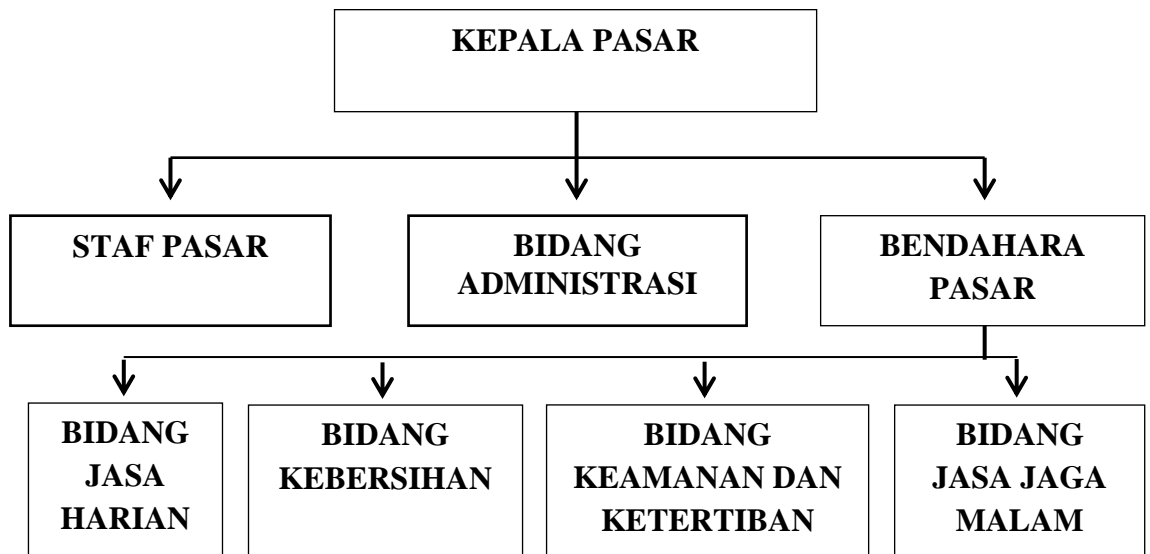 KEPALA PASAR
STAF PASAR
BIDANG
ADMINISTRASI
BENDAHARA
PASAR
BIDANG
JASA
HARIAN
BIDANG
KEBERSIHAN
BIDANG
KEAMANAN DAN
KETERTIBAN
BIDANG
JASA JAGA
MALAM